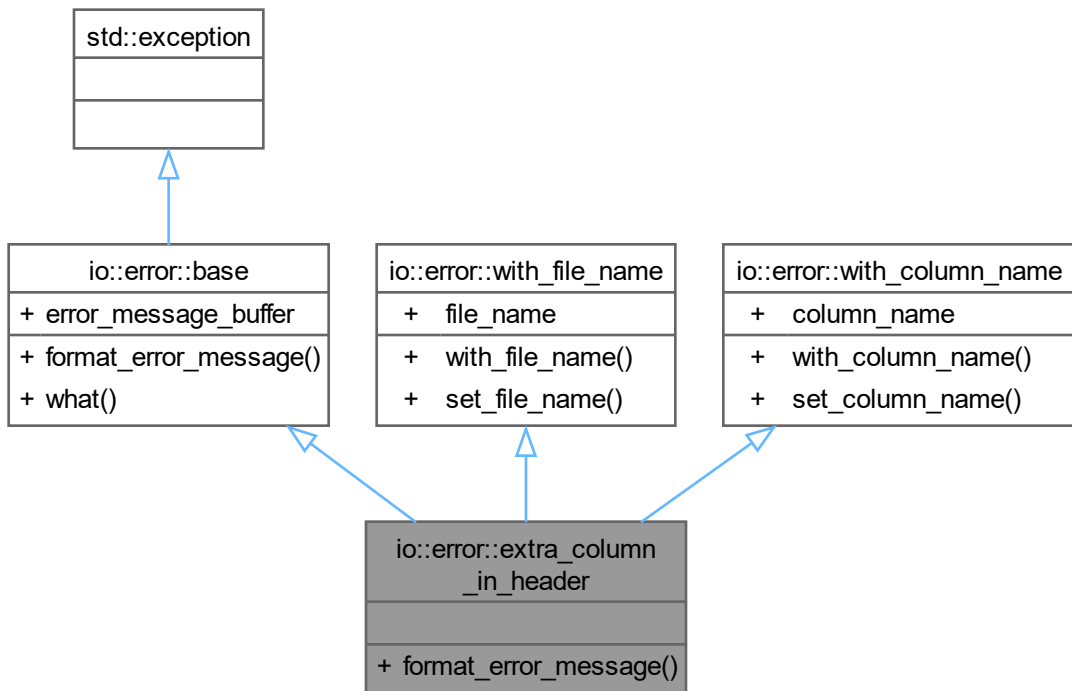 std::exception
io::error::base
+ error_message_buffer
+ format_error_message()
+ what()
io::error::with_file_name
+ file_name
+ with_file_name()
+ set_file_name()
io::error::with_column_name
+ column_name
+ with_column_name()
+ set_column_name()
io::error::extra_column
_in_header
+ format_error_message()